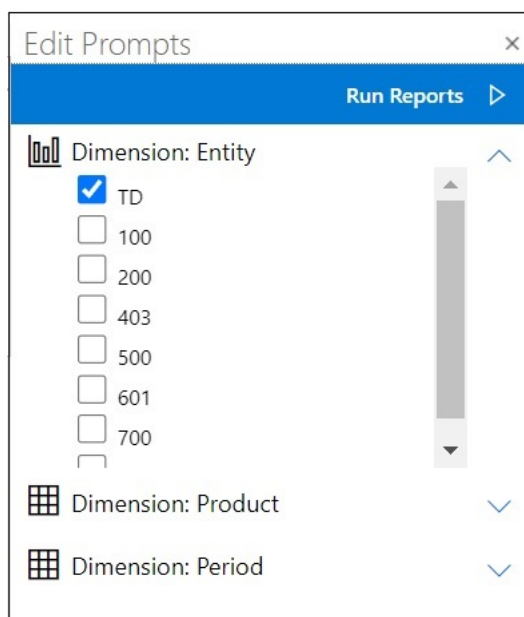 Edit Prompts
Run Reports
Dimension: Entity
TD
100
200
403
500
601
700
Dimension: Product
Dimension: Period